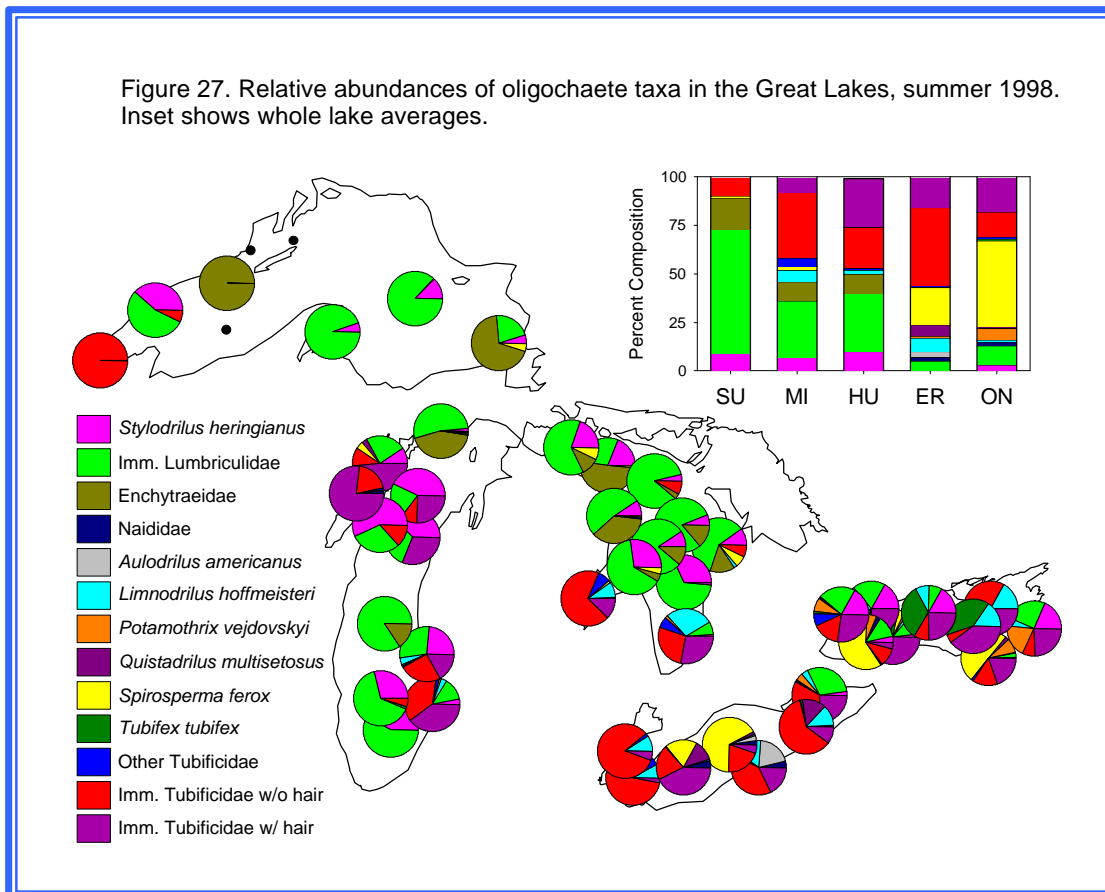 Figure 27. Relative abundances of oligochaete taxa in the Great Lakes, summer 1998.
Inset shows whole lake averages.
Percent Composition
100
75
50
25
0
SU MI HU ER ON
Stylodrilus heringianus
Imm. Lumbriculidae
Enchytraeidae
Naididae
Aulodrilus americanus
Limnodrilus hoffmeisteri
Potamothrix vejdovskyi
Quistadrilus multisetosus
Spirosperma ferox
Tubifex tubifex
Other Tubificidae
Imm. Tubificidae w/o hair
Imm. Tubificidae w/ hair